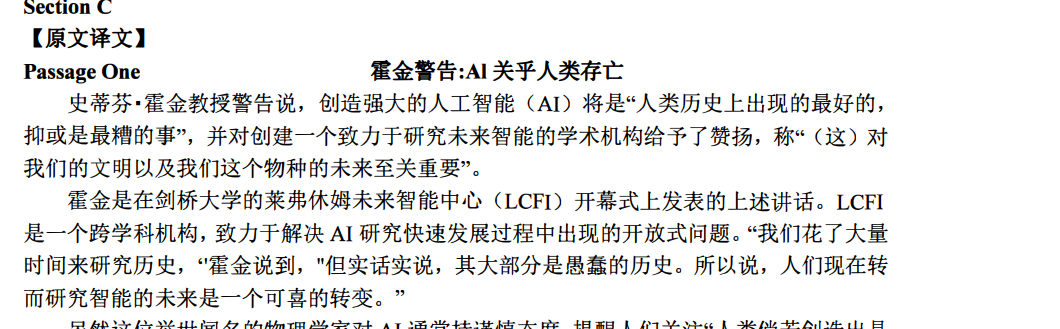 Section C
【原文译文】
Passage One 霍金警告:Al 关乎人类存亡
史蒂芬•霍金教授警告说，创造强大的人工智能（AI）将是“人类历史上出现的最好的，
抑或是最糟的事”，并对创建一个致力于研究未来智能的学术机构给予了赞扬，称“（这）对
我们的文明以及我们这个物种的未来至关重要”。
霍金是在剑桥大学的莱弗休姆未来智能中心（LCFI）开幕式上发表的上述讲话。LCFI
是一个跨学科机构，致力于解决 AI 研究快速发展过程中出现的开放式问题。“我们花了大量
时间来研究历史，‘'霍金说到，"但实话实说，其大部分是愚蠢的历史。所以说，人们现在转
而研究智能的未来是一个可喜的转变。”